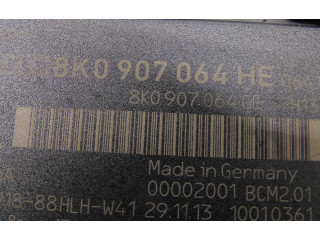 8K0 907 064 HE
8K0 907 064
Made in Germany
00002001 BCM2.01
018-88HLH-W41 29.11.13 10010361